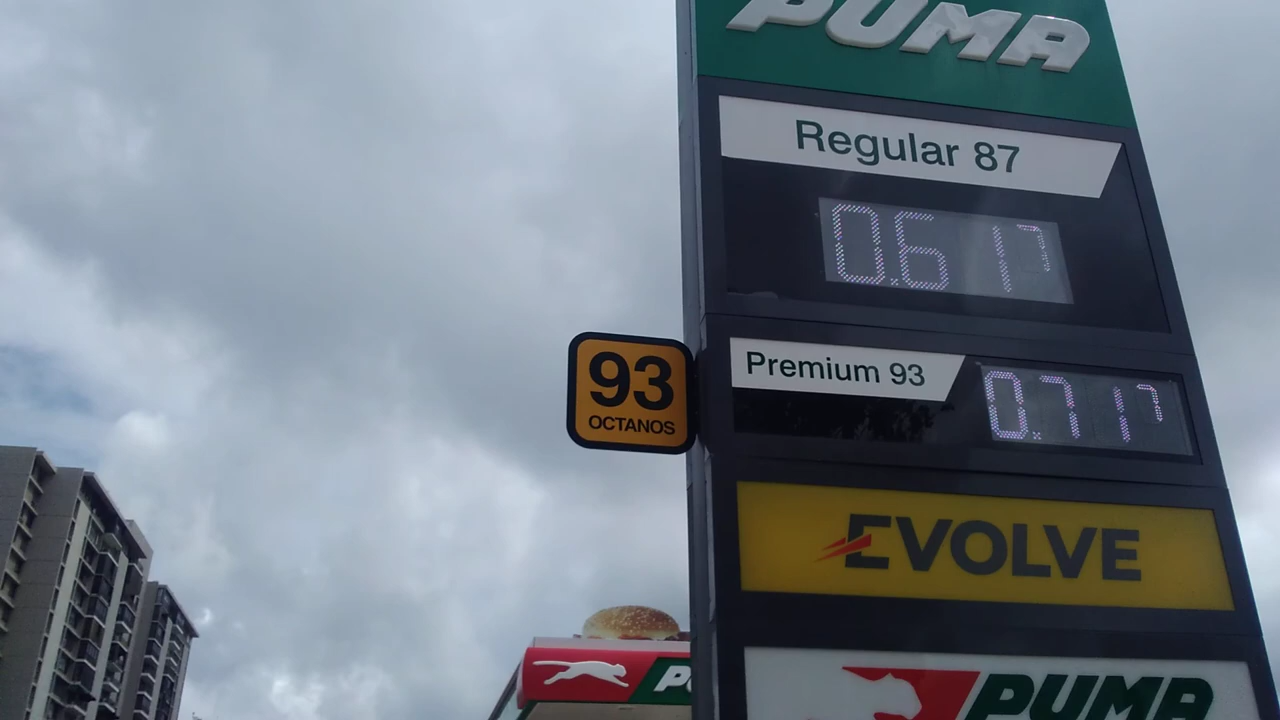 PUMA
Regular 87
0.617
Premium 93
0.717
93
OCTANOS
EVOLVE
PUMA